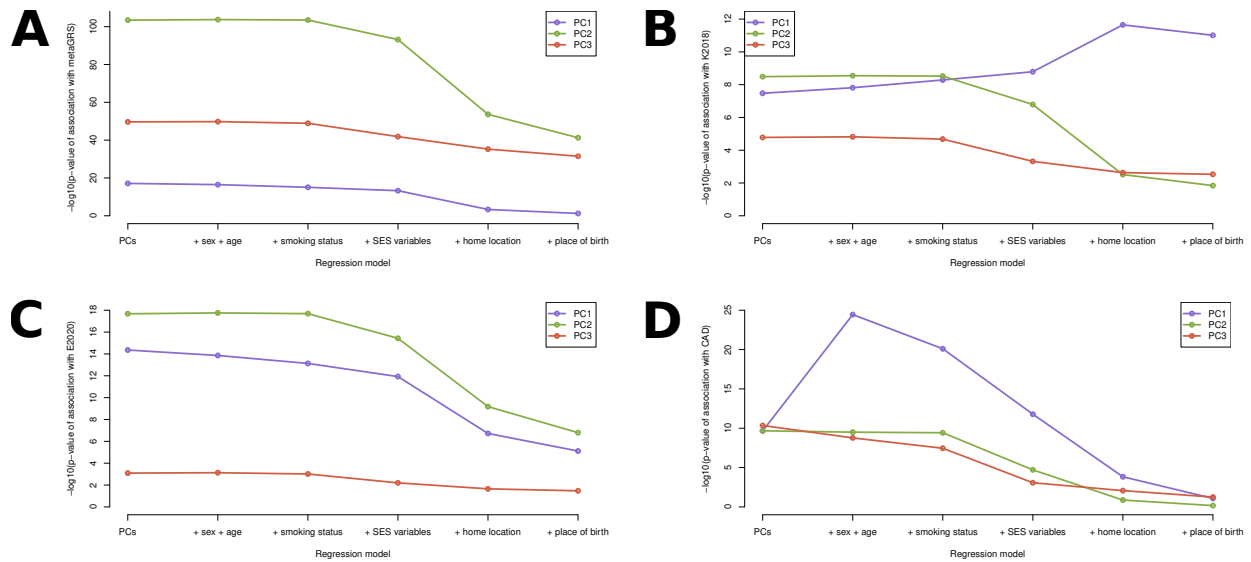 A
−log10(p−value of association with metaGRS)
100
80
60
40
20
0
PC1
PC2
PC3
PCs
+ sex + age
+ smoking status
+ SES variables
+ home location
+ place of birth
Regression model
B
−log10(p−value of association with K2018)
12
10
8
6
4
2
0
PC1
PC2
PC3
PCs
+ sex + age
+ smoking status
+ SES variables
+ home location
+ place of birth
Regression model
C
−log10(p−value of association with E2020)
18
16
14
12
10
8
6
4
2
0
PC1
PC2
PC3
PCs
+ sex + age
+ smoking status
+ SES variables
+ home location
+ place of birth
Regression model
D
−log10(p−value of association with CAD)
25
20
15
10
5
0
PC1
PC2
PC3
PCs
+ sex + age
+ smoking status
+ SES variables
+ home location
+ place of birth
Regression model